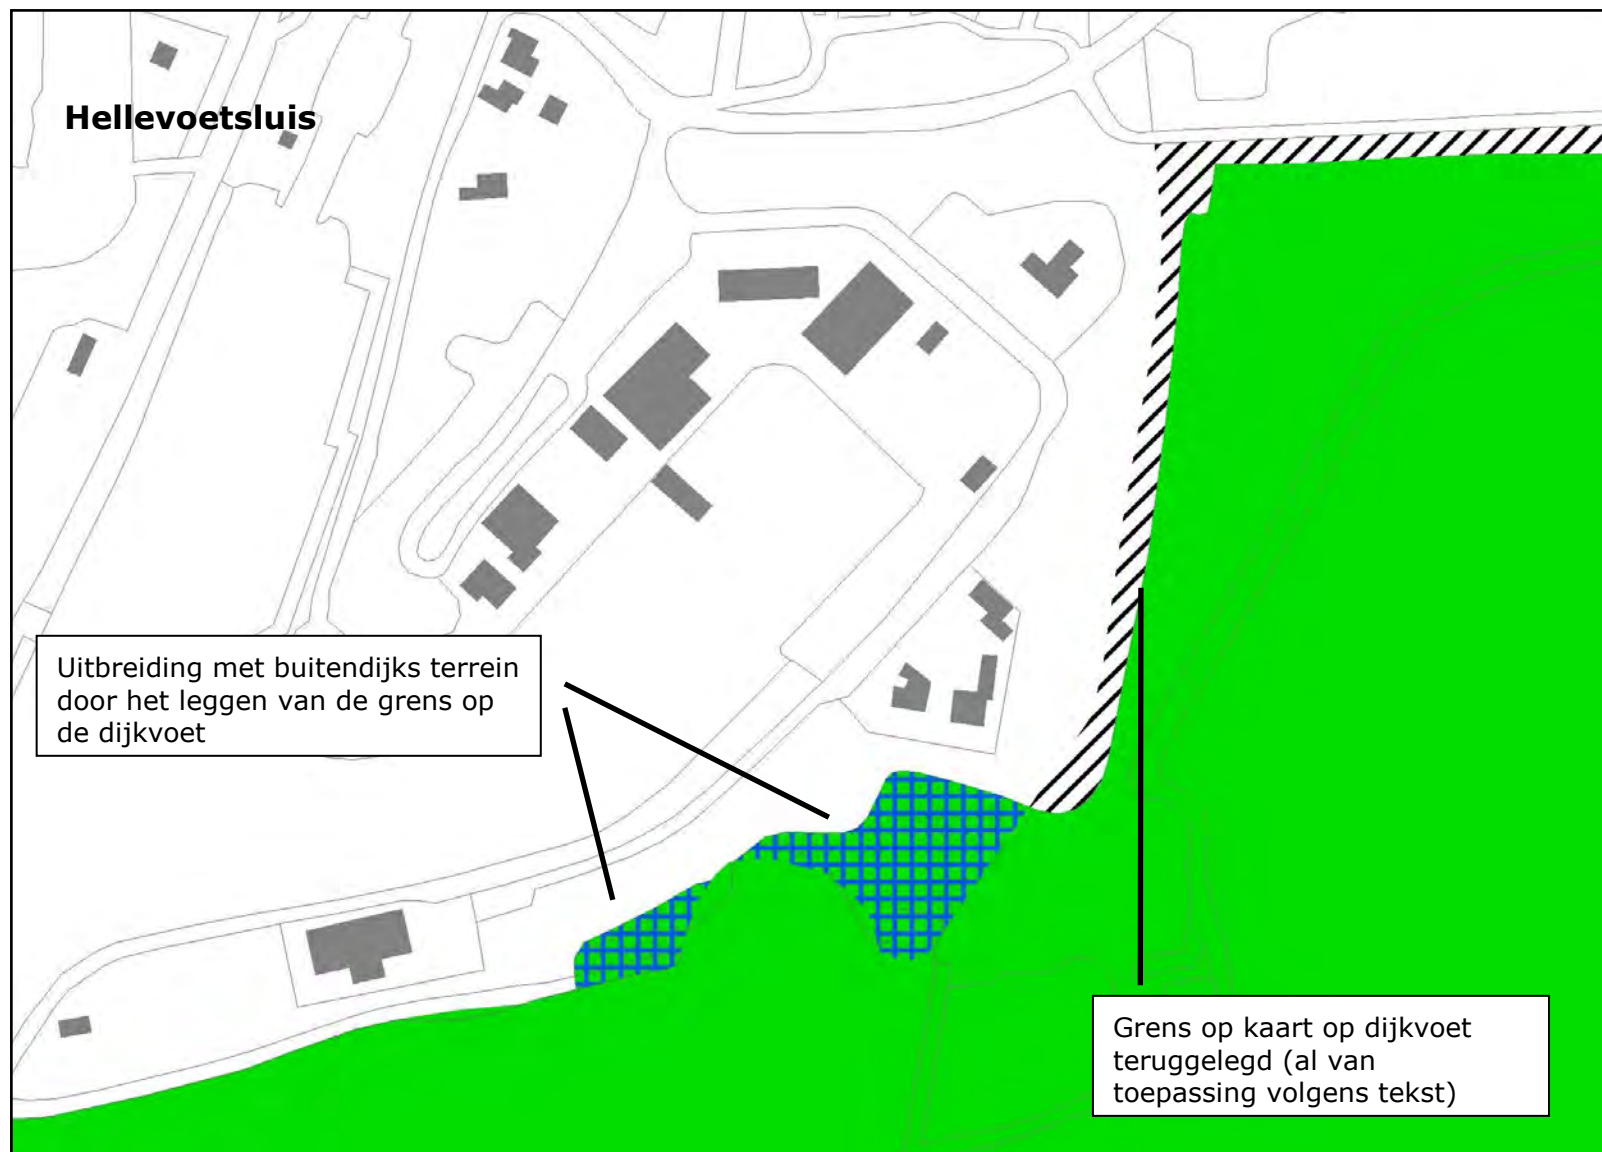 Hellevoetsluis
Uitbreiding met buitendijks terrein
door het leggen van de grens op
de dijkvoet
Grens op kaart op dijkvoet
teruggelegd (al van
toepassing volgens tekst)